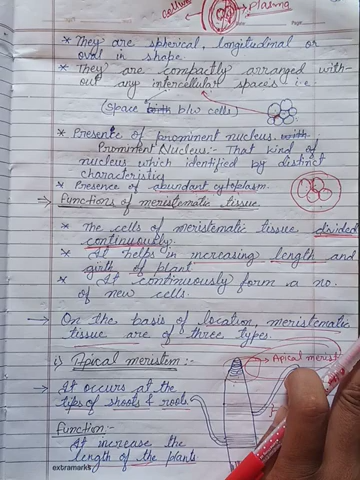 cellu
plasma
Date
Page
* They are spherical, longitudinal or
oval in shape.
* They are compactly arranged with-
out any intercellular spaces i.e.
(space b/w cells)
* Presence of prominent nucleus.
Prominent Nucleus:- That kind of
nucleus which identified by distinct
characteristics
* Presence of abundant cytoplasm.
→ Functions of meristematic tissue
* The cells of meristematic tissue divided
continuously.
* It helps in increasing length and
girth of plant
* It continuously form a no.
of new cells.
→ On the basis of location, meristematic
tissue are of three types.
i) Apical meristem:-
Apical merist
→ It occurs at the
tips of shoots & roots
Function:-
It increase the
length of the plants
extramarks